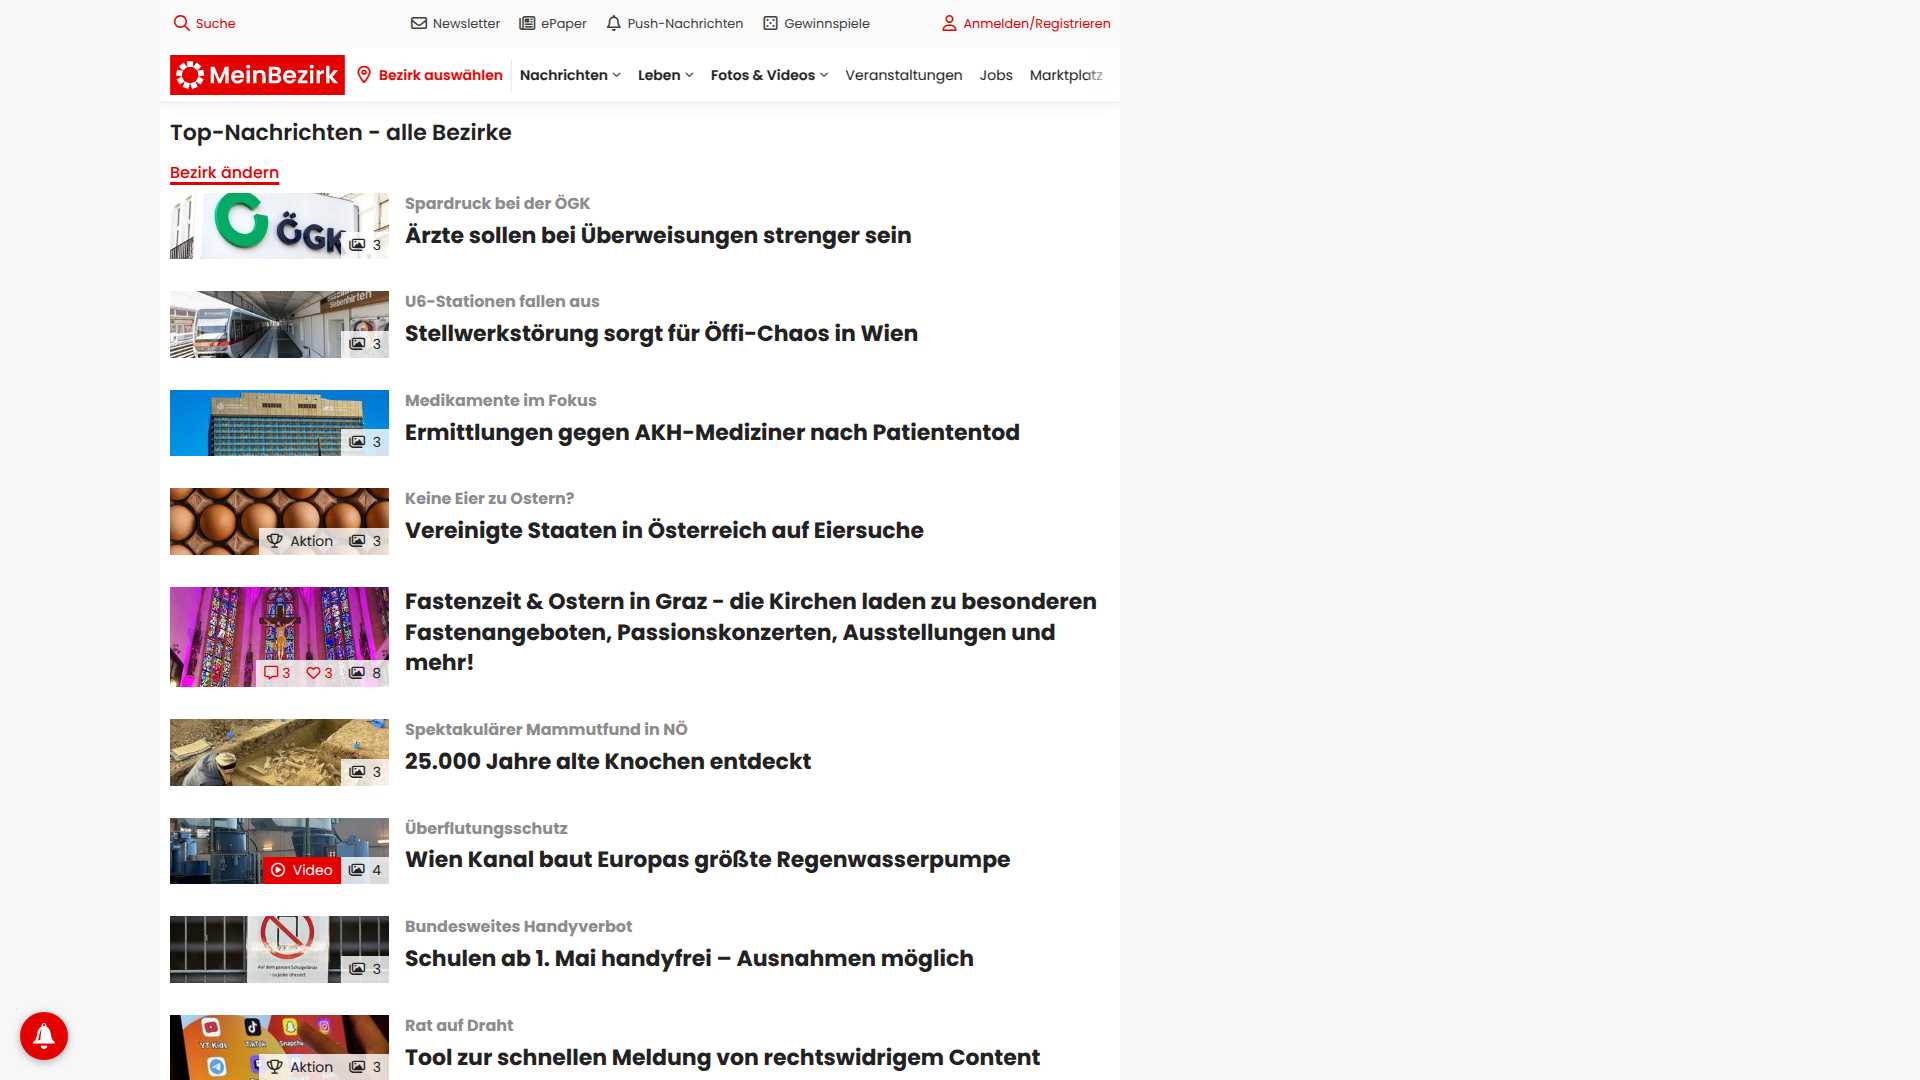 Suche
Newsletter
ePaper
Push-Nachrichten
Gewinnspiele
Anmelden/Registrieren
MeinBezirk
Bezirk auswählen
Nachrichten
Leben
Fotos & Videos
Veranstaltungen
Jobs
Marktplatz
Top-Nachrichten - alle Bezirke
Bezirk ändern
ÖGK
3
Spardruck bei der ÖGK
Ärzte sollen bei Überweisungen strenger sein
Siebenhirten
3
U6-Stationen fallen aus
Stellwerkstörung sorgt für Öffi-Chaos in Wien
3
Medikamente im Fokus
Ermittlungen gegen AKH-Mediziner nach Patiententod
Aktion
3
Keine Eier zu Ostern?
Vereinigte Staaten in Österreich auf Eiersuche
3
3
8
Fastenzeit & Ostern in Graz - die Kirchen laden zu besonderen
Fastenangeboten, Passionskonzerten, Ausstellungen und
mehr!
3
Spektakulärer Mammutfund in NÖ
25.000 Jahre alte Knochen entdeckt
Video
4
Überflutungsschutz
Wien Kanal baut Europas größte Regenwasserpumpe
3
Bundesweites Handyverbot
Schulen ab 1. Mai handyfrei – Ausnahmen möglich
YT Kids
TikTok
Snapcha
Aktion
3
Rat auf Draht
Tool zur schnellen Meldung von rechtswidrigem Content